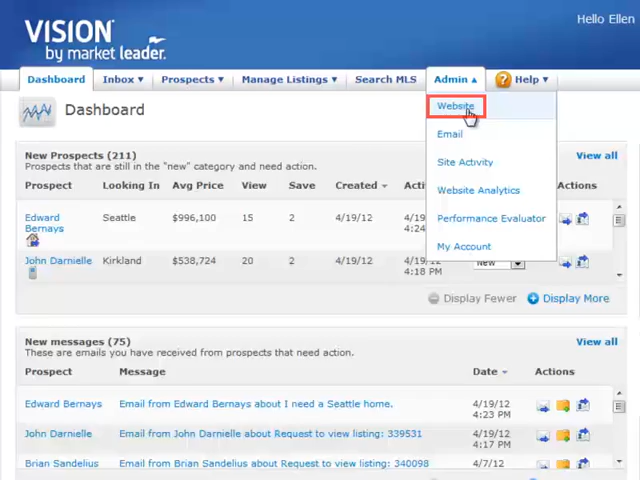 Hello Ellen
VISION
by market leader.
Dashboard Inbox Prospects Manage Listings Search MLS Admin Help
Website
Email
Site Activity
Website Analytics
Performance Evaluator
My Account
Dashboard
New Prospects (211) View all
Prospects that are still in the "new" category and need action.
Prospect Looking In Avg Price View Save Created Acti Actions
Edward Bernays Seattle $996,100 15 2 4/19/12 4/19/
4:24
John Darnielle Kirkland $538,724 20 2 4/19/12 4/19/12
4:18 PM New
Display Fewer Display More
New messages (75) View all
These are emails you have received from prospects that need action.
Prospect Message Date Actions
Edward Bernays Email from Edward Bernays about I need a Seattle home. 4/19/12
4:23 PM
John Darnielle Email from John Darnielle about Request to view listing: 339531 4/19/12
4:17 PM
Brian Sandelius Email from Brian Sandelius about Request to view listing: 340098 4/7/12